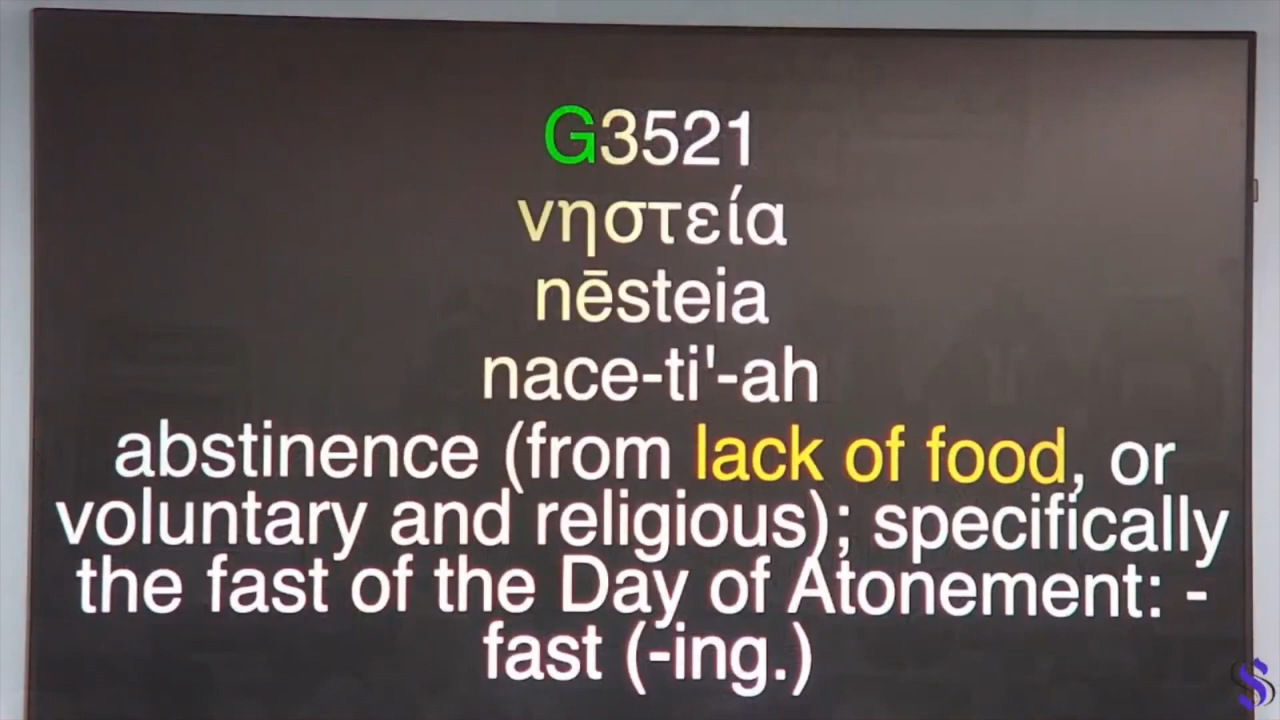 G3521
νηστεία
nēsteia
nace-ti'-ah
abstinence (from lack of food, or
voluntary and religious); specifically
the fast of the Day of Atonement: -
fast (-ing.)
S